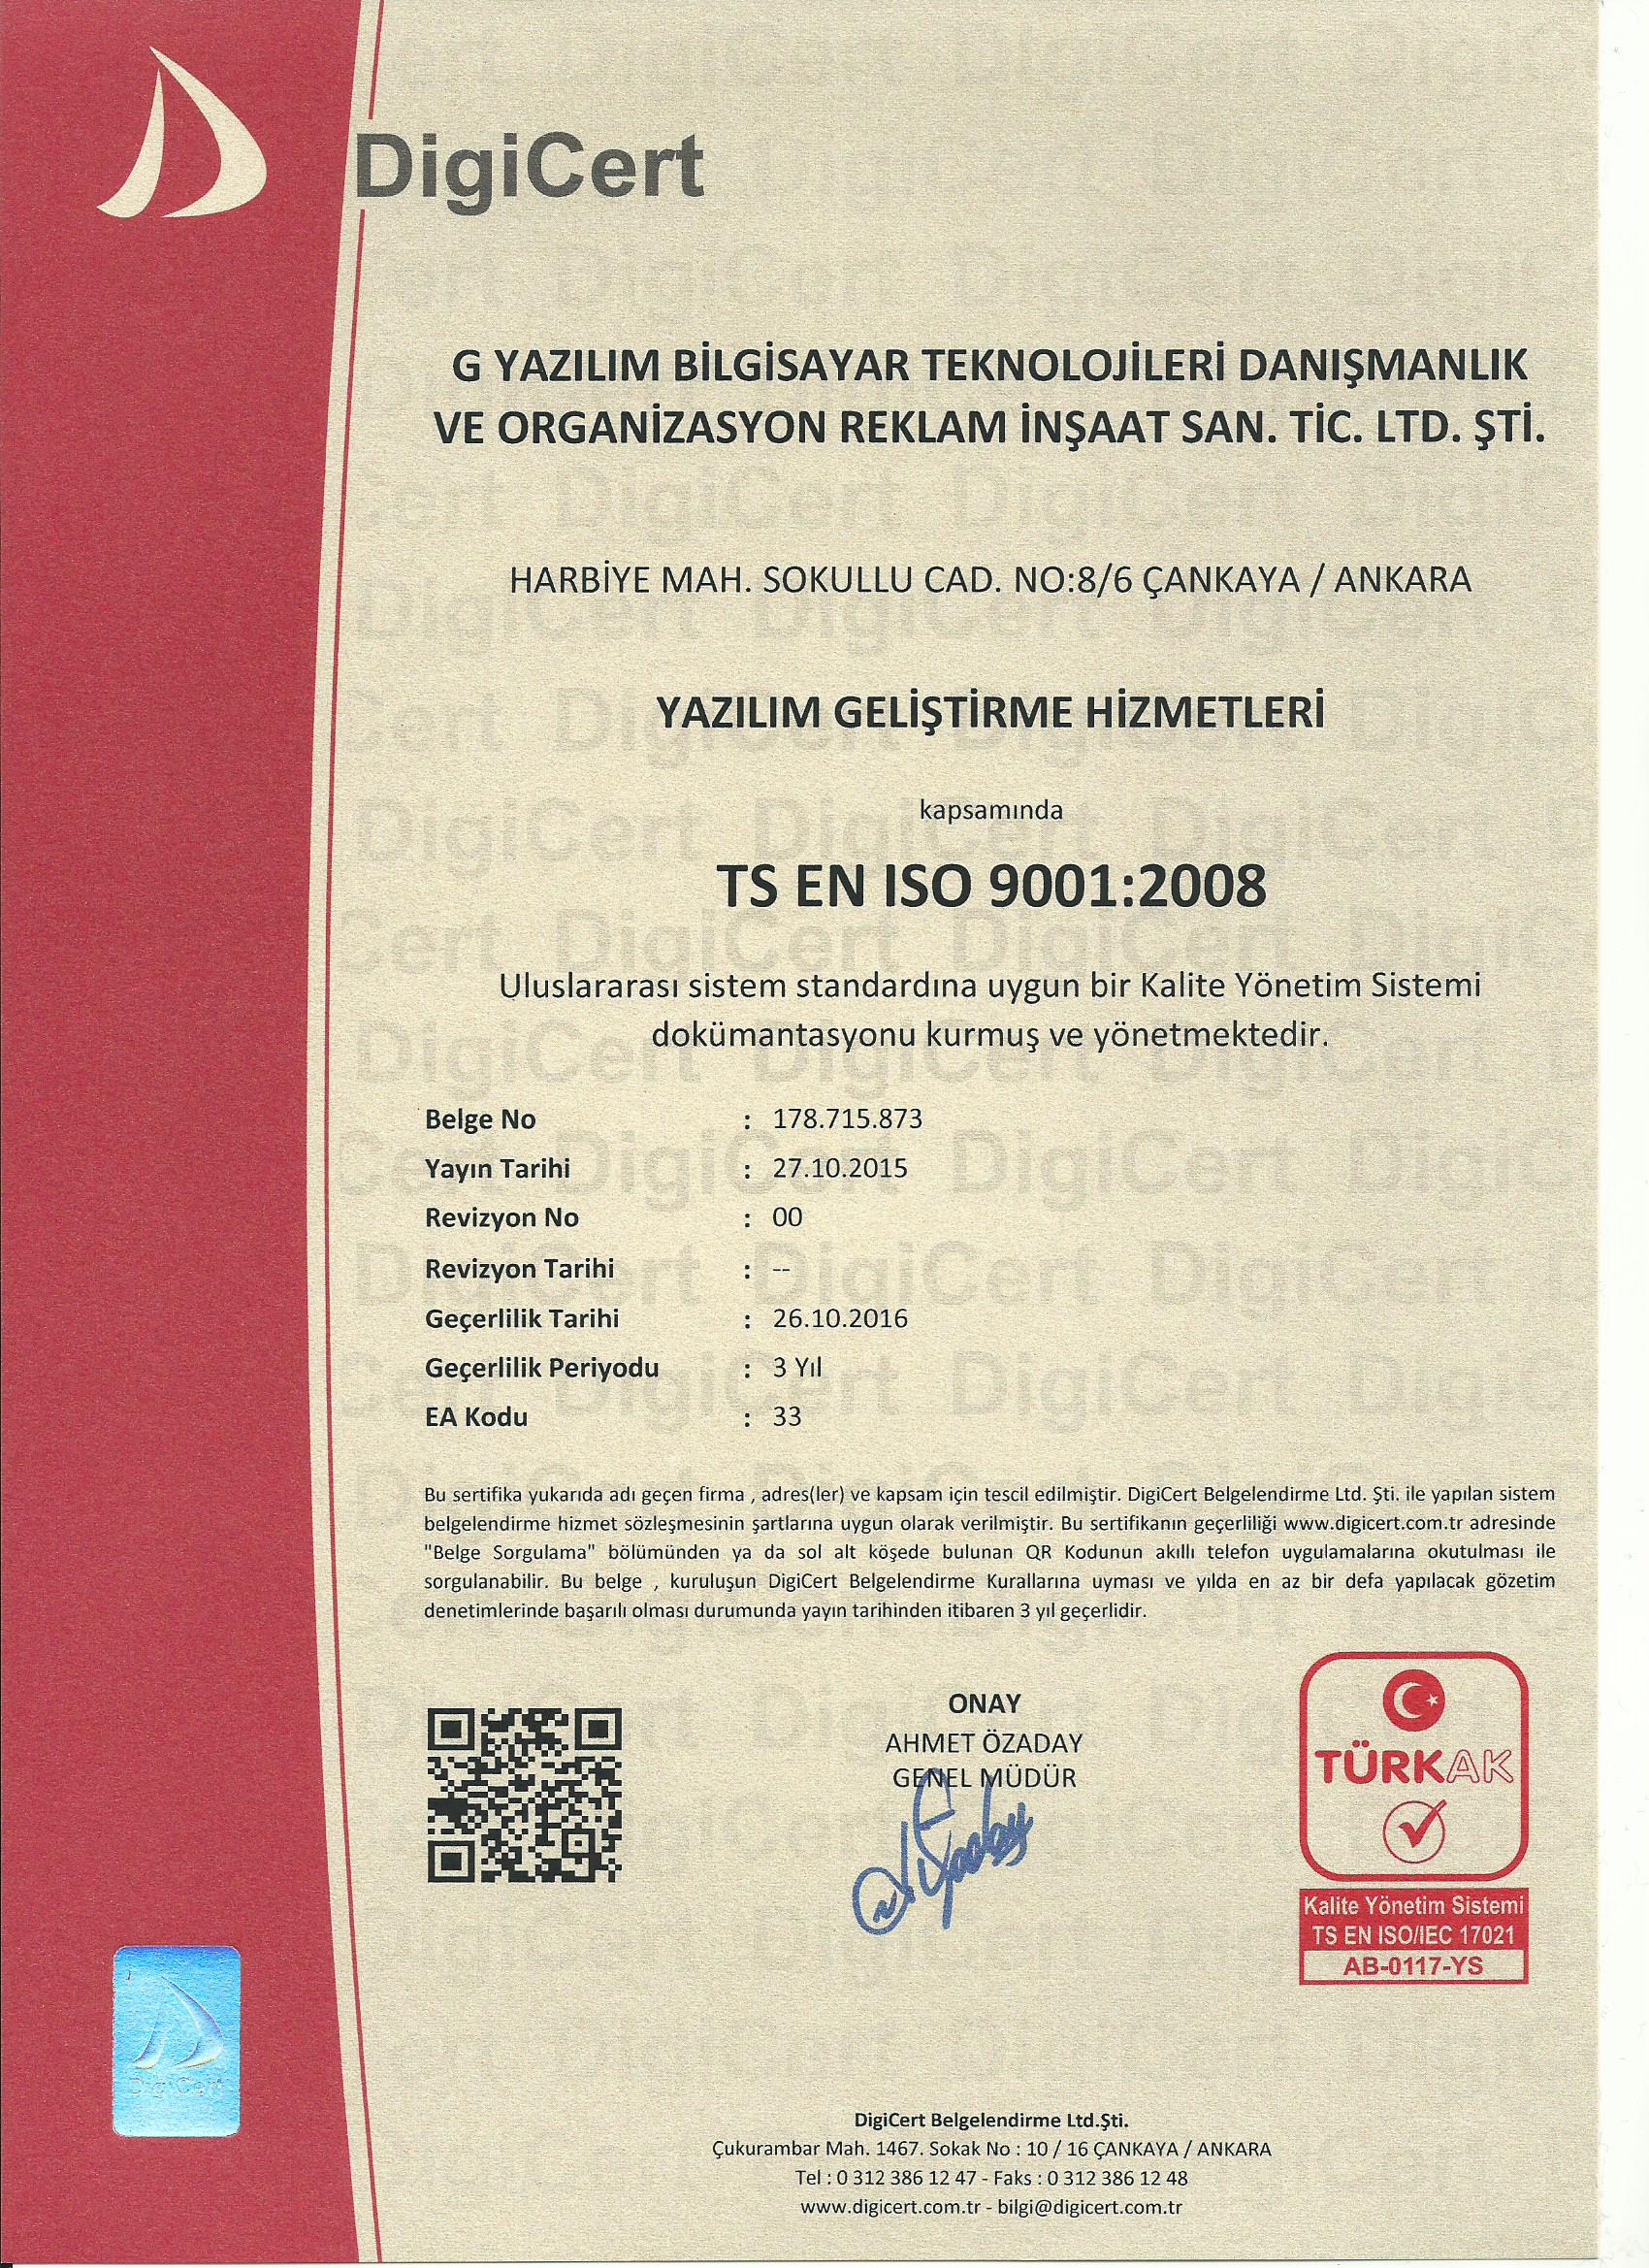 DigiCert
G YAZILIM BİLGİSAYAR TEKNOLOJİLERİ DANIŞMANLIK
VE ORGANİZASYON REKLAM İNŞAAT SAN. TİC. LTD. ŞTİ.
HARBİYE MAH. SOKULLU CAD. NO:8/6 ÇANKAYA / ANKARA
YAZILIM GELİŞTİRME HİZMETLERİ
kapsamında
TS EN ISO 9001:2008
Uluslararası sistem standardına uygun bir Kalite Yönetim Sistemi
dokümantasyonu kurmuş ve yönetmektedir.
Belge No : 178.715.873
Yayın Tarihi : 27.10.2015
Revizyon No : 00
Revizyon Tarihi : --
Geçerlilik Tarihi : 26.10.2016
Geçerlilik Periyodu : 3 Yıl
EA Kodu : 33
Bu sertifika yukarıda adı geçen firma , adres(ler) ve kapsam için tescil edilmiştir. DigiCert Belgelendirme Ltd. Şti. ile yapılan sistem
belgelendirme hizmet sözleşmesinin şartlarına uygun olarak verilmiştir. Bu sertifikanın geçerliliği www.digicert.com.tr adresinde
"Belge Sorgulama" bölümünden ya da sol alt köşede bulunan QR Kodunun akıllı telefon uygulamalarına okutulması ile
sorgulanabilir. Bu belge , kuruluşun DigiCert Belgelendirme Kurallarına uyması ve yılda en az bir defa yapılacak gözetim
denetimlerinde başarılı olması durumunda yayın tarihinden itibaren 3 yıl geçerlidir.
ONAY
AHMET ÖZADAY
GENEL MÜDÜR
TÜRKAK
Kalite Yönetim Sistemi
TS EN ISO/IEC 17021
AB-0117-YS
DigiCert
DigiCert Belgelendirme Ltd.Şti.
Çukurambar Mah. 1467. Sokak No : 10 / 16 ÇANKAYA / ANKARA
Tel : 0 312 386 12 47 - Faks : 0 312 386 12 48
www.digicert.com.tr - bilgi@digicert.com.tr